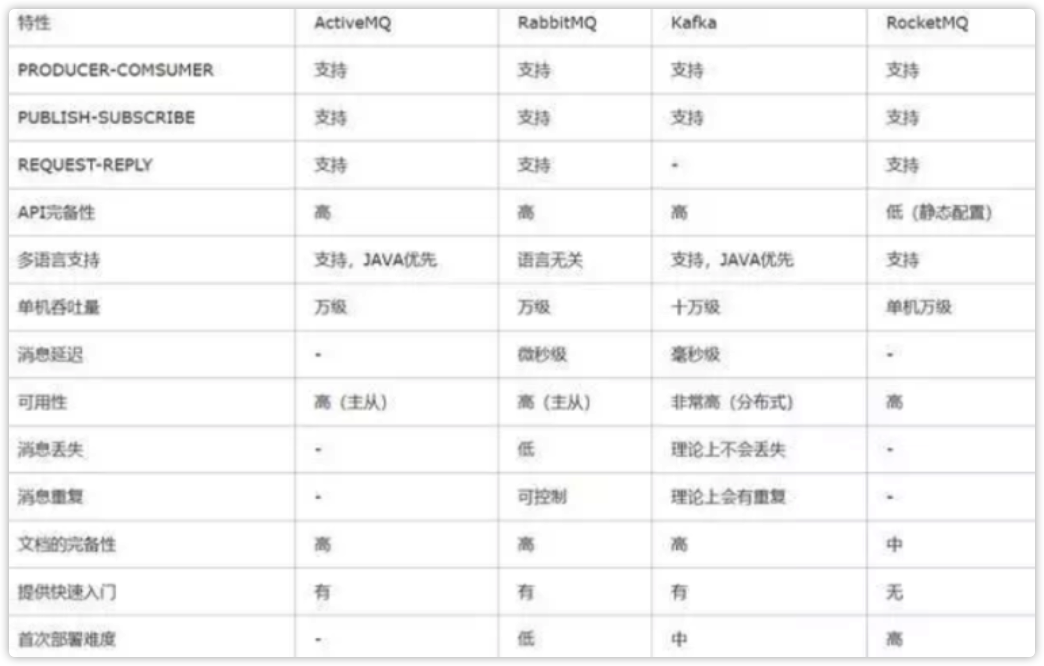 特性 ActiveMQ RabbitMQ Kafka RocketMQ
PRODUCER-COMSUMER 支持 支持 支持 支持
PUBLISH-SUBSCRIBE 支持 支持 支持 支持
REQUEST-REPLY 支持 支持 - 支持
API完备性 高 高 高 低（静态配置）
多语言支持 支持，JAVA优先 语言无关 支持，JAVA优先 支持
单机吞吐量 万级 万级 十万级 单机万级
消息延迟 - 微秒级 毫秒级 -
可用性 高（主从） 高（主从） 非常高（分布式） 高
消息丢失 - 低 理论上不会丢失 -
消息重复 - 可控制 理论上会有重复 -
文档的完备性 高 高 高 中
提供快速入门 有 有 有 无
首次部署难度 - 低 中 高